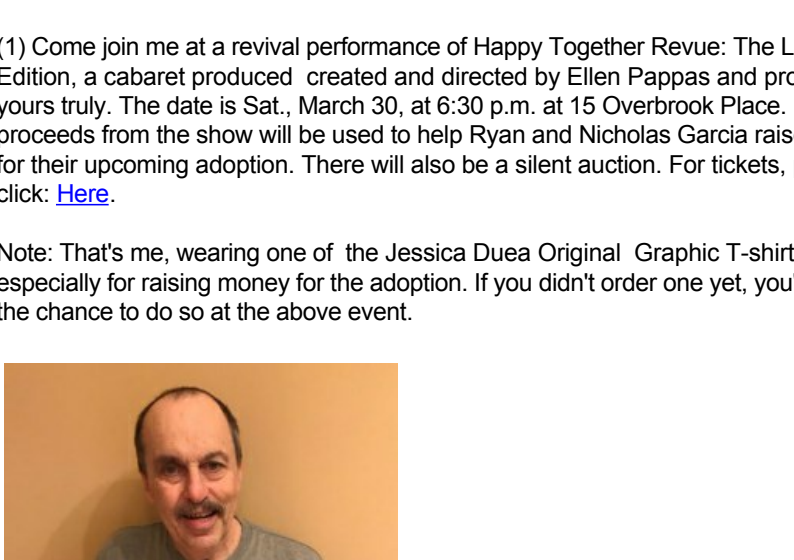 (1) Come join me at a revival performance of Happy Together Revue: The L
Edition, a cabaret produced  created and directed by Ellen Pappas and pro
yours truly. The date is Sat., March 30, at 6:30 p.m. at 15 Overbrook Place.
proceeds from the show will be used to help Ryan and Nicholas Garcia raise
for their upcoming adoption. There will also be a silent auction. For tickets,
click: Here.
Note: That's me, wearing one of  the Jessica Duea Original  Graphic T-shirt
especially for raising money for the adoption. If you didn't order one yet, you'
the chance to do so at the above event.